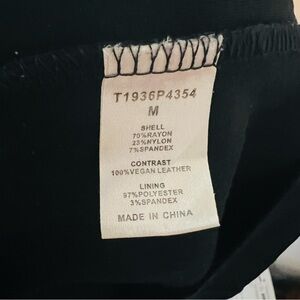 T1936P4354
M
SHELL
70%RAYON
23%NYLON
7%SPANDEX
CONTRAST
100%VEGAN LEATHER
LINING
97%POLYESTER
3%SPANDEX
MADE IN CHINA